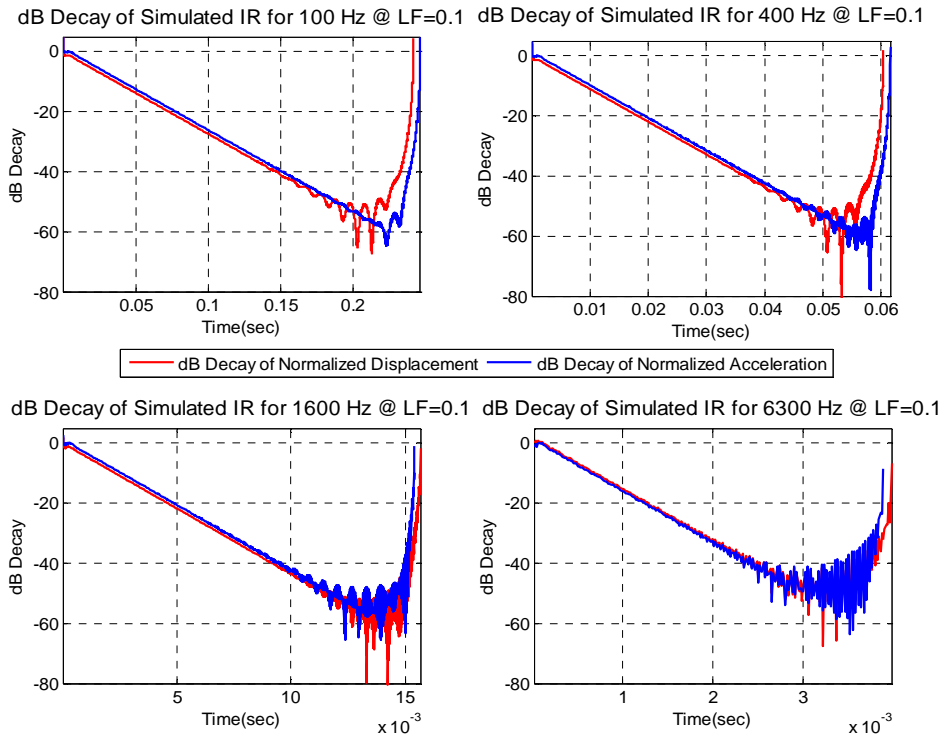 dB Decay of Simulated IR for 100 Hz @ LF=0.1
dB Decay
0
-20
-40
-60
-80
0.05 0.1 0.15 0.2
Time(sec)
dB Decay of Simulated IR for 400 Hz @ LF=0.1
dB Decay
0
-20
-40
-60
-80
0.01 0.02 0.03 0.04 0.05 0.06
Time(sec)
dB Decay of Normalized Displacement dB Decay of Normalized Acceleration
dB Decay of Simulated IR for 1600 Hz @ LF=0.1
dB Decay
0
-20
-40
-60
-80
5 10 15
Time(sec)
x 10⁻³
dB Decay of Simulated IR for 6300 Hz @ LF=0.1
dB Decay
0
-20
-40
-60
-80
1 2 3
Time(sec)
x 10⁻³